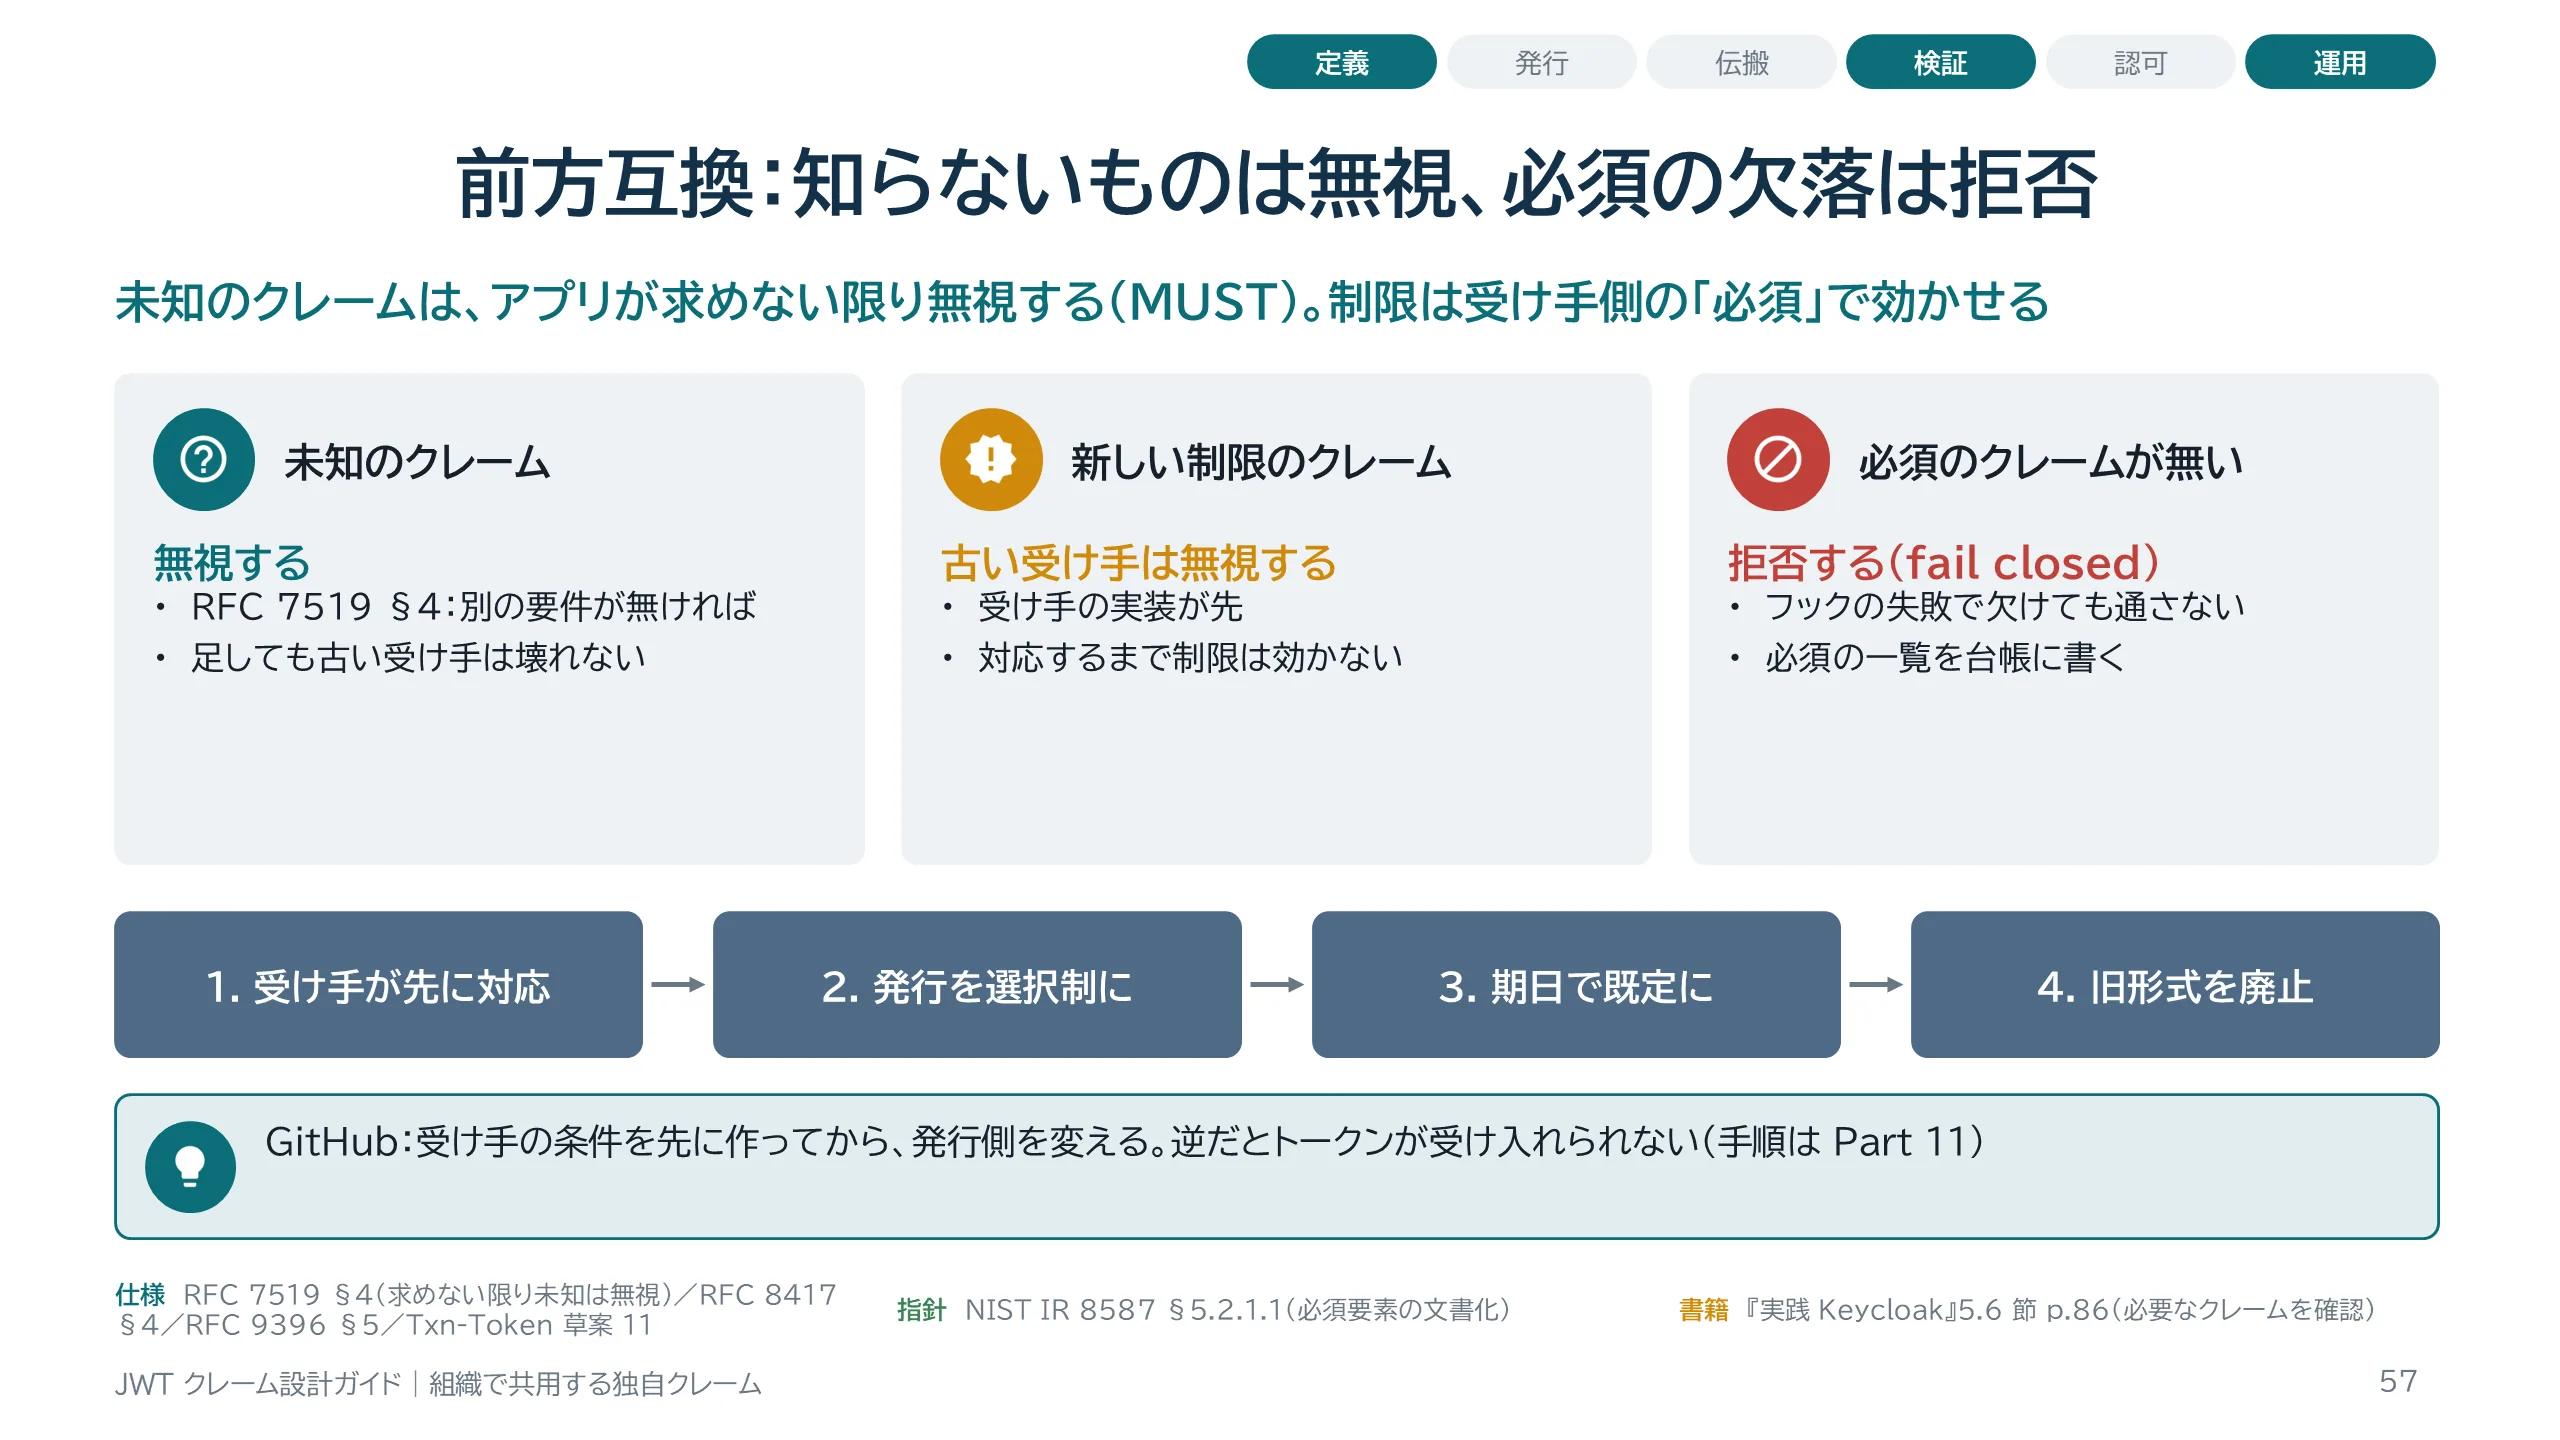 定義
発行
伝搬
検証
認可
運用
前方互換：知らないものは無視、必須の欠落は拒否
未知のクレームは、アプリが求めない限り無視する（MUST）。制限は受け手側の「必須」で効かせる
未知のクレーム
無視する
• RFC 7519 §4：別の要件が無ければ
• 足しても古い受け手は壊れない
新しい制限のクレーム
古い受け手は無視する
• 受け手の実装が先
• 対応するまで制限は効かない
必須のクレームが無い
拒否する（fail closed）
• フックの失敗で欠けても通さない
• 必須の一覧を台帳に書く
1. 受け手が先に対応
2. 発行を選択制に
3. 期日で既定に
4. 旧形式を廃止
GitHub：受け手の条件を先に作ってから、発行側を変える。逆だとトークンが受け入れられない（手順は Part 11）
仕様 RFC 7519 §4（求めない限り未知は無視）／RFC 8417
§4／RFC 9396 §5／Txn-Token 草案 11
指針 NIST IR 8587 §5.2.1.1（必須要素の文書化）
書籍 『実践 Keycloak』5.6 節 p.86（必要なクレームを確認）
JWT クレーム設計ガイド｜組織で共用する独自クレーム
57